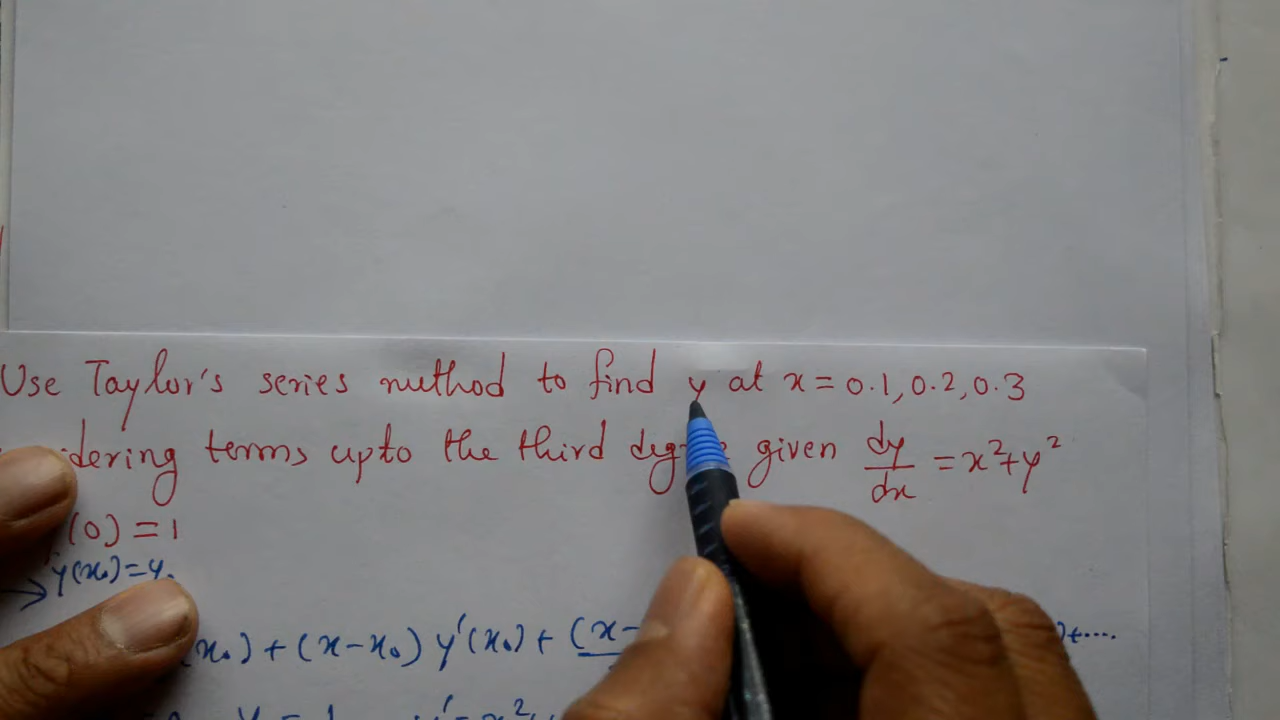 Use Taylor's series method to find y at x = 0.1, 0.2, 0.3
dering terms upto the third given dy/dx = x²+y²
(0) = 1
y(x₀) = y₀
(x₀) + (x-x₀) y'(x₀) + (x- )+....
y' = x²